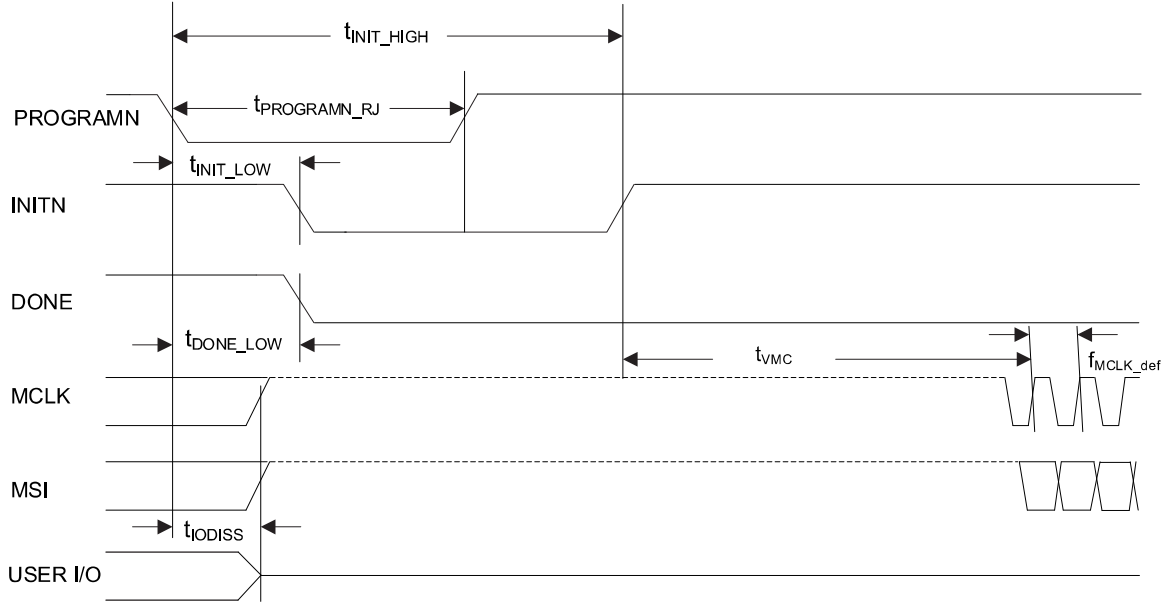 tINIT_HIGH
PROGRAMN
tPROGRAMN_RJ
tINIT_LOW
INITN
DONE
tDONE_LOW
tVMC
fMCLK_def
MCLK
MSI
tIODISS
USER I/O